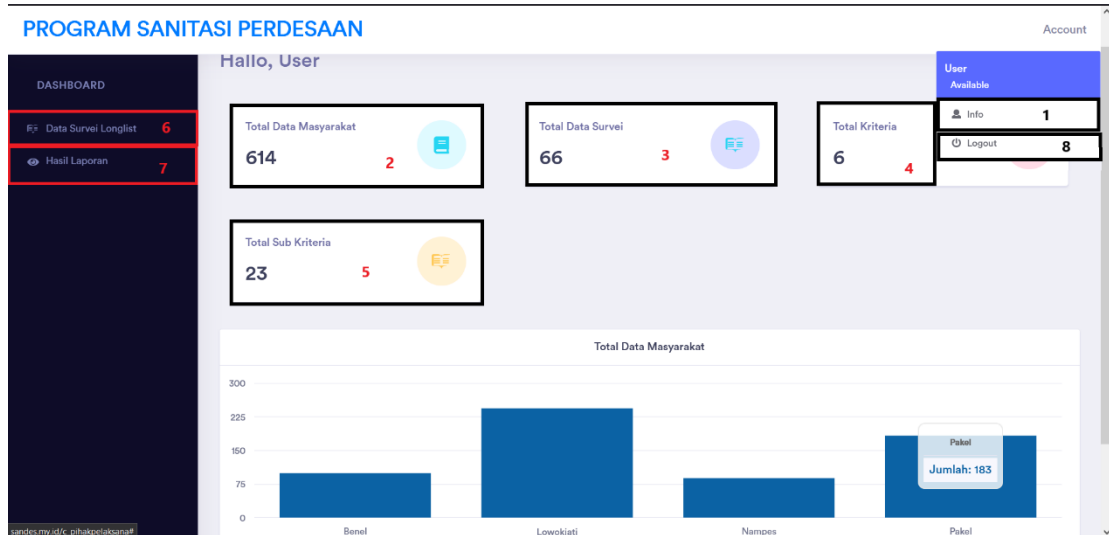 PROGRAM SANITASI PERDESAAN
Account
Hallo, User
User
Available
Info 1
Logout 8
DASHBOARD
Data Survei Longlist 6
Hasil Laporan 7
Total Data Masyarakat
614 2
Total Data Survei
66 3
Total Kriteria
6 4
Total Sub Kriteria
23 5
Total Data Masyarakat
300
225
150
75
0
Pakel
Jumlah: 183
Benel Lowokjati Nampes Pakel
sandes.my.id/c_pihakpelaksana#